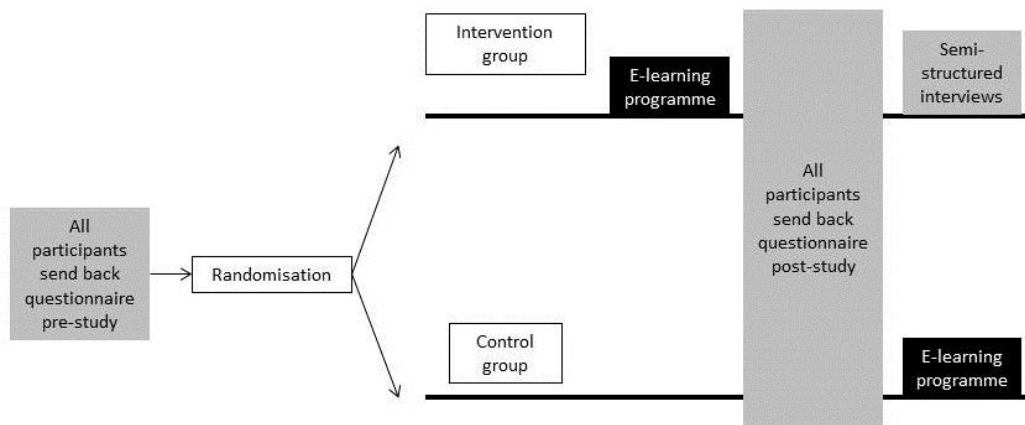 All
participants
send back
questionnaire
pre-study
Randomisation
Intervention
group
E-learning
programme
Control
group
All
participants
send back
questionnaire
post-study
Semi-
structured
interviews
E-learning
programme